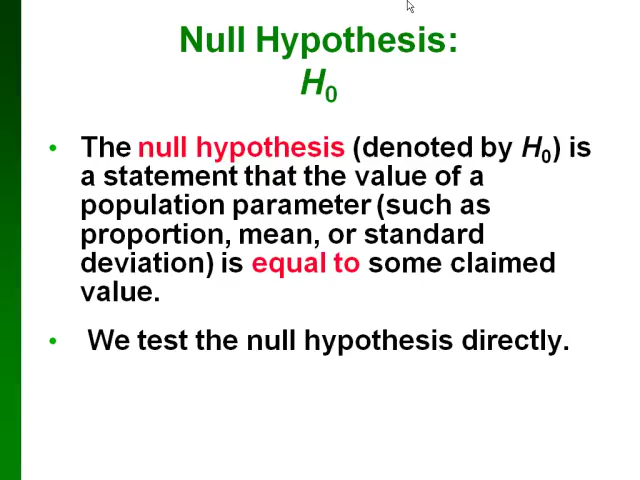 Null Hypothesis:
H₀
• The null hypothesis (denoted by H₀) is
a statement that the value of a
population parameter (such as
proportion, mean, or standard
deviation) is equal to some claimed
value.
• We test the null hypothesis directly.